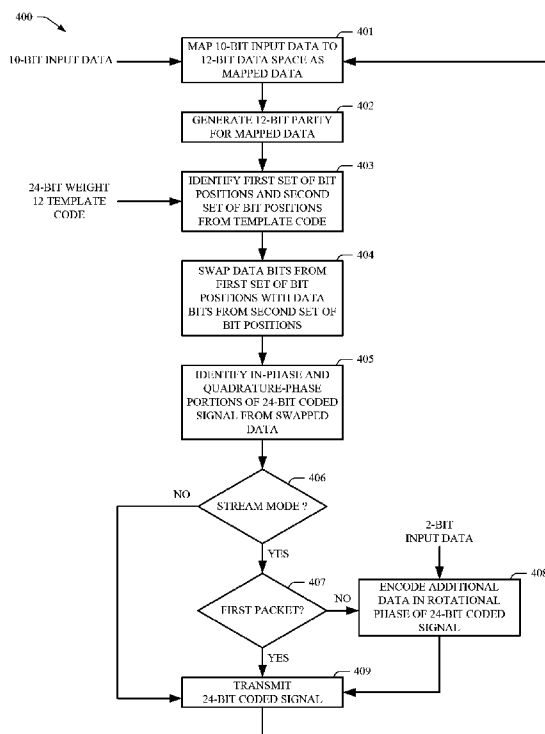 400
401
MAP 10-BIT INPUT DATA TO
12-BIT DATA SPACE AS
MAPPED DATA
10-BIT INPUT DATA
402
GENERATE 12-BIT PARITY
FOR MAPPED DATA
403
IDENTIFY FIRST SET OF BIT
POSITIONS AND SECOND
SET OF BIT POSITIONS
FROM TEMPLATE CODE
24-BIT WEIGHT
12 TEMPLATE
CODE
404
SWAP DATA BITS FROM
FIRST SET OF BIT
POSITIONS WITH DATA
BITS FROM SECOND SET OF
BIT POSITIONS
405
IDENTIFY IN-PHASE AND
QUADRATURE-PHASE
PORTIONS OF 24-BIT CODED
SIGNAL FROM SWAPPED
DATA
406
NO
STREAM MODE ?
YES
2-BIT
INPUT DATA
407
FIRST PACKET?
NO
408
ENCODE ADDITIONAL
DATA IN ROTATIONAL
PHASE OF 24-BIT CODED
SIGNAL
YES
409
TRANSMIT
24-BIT CODED SIGNAL